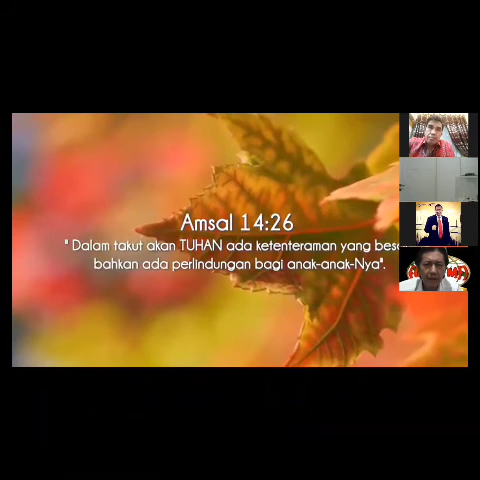 Amsal 14:26
" Dalam takut akan TUHAN ada ketenteraman yang
bahkan ada perlindungan bagi anak-anak-Nya".